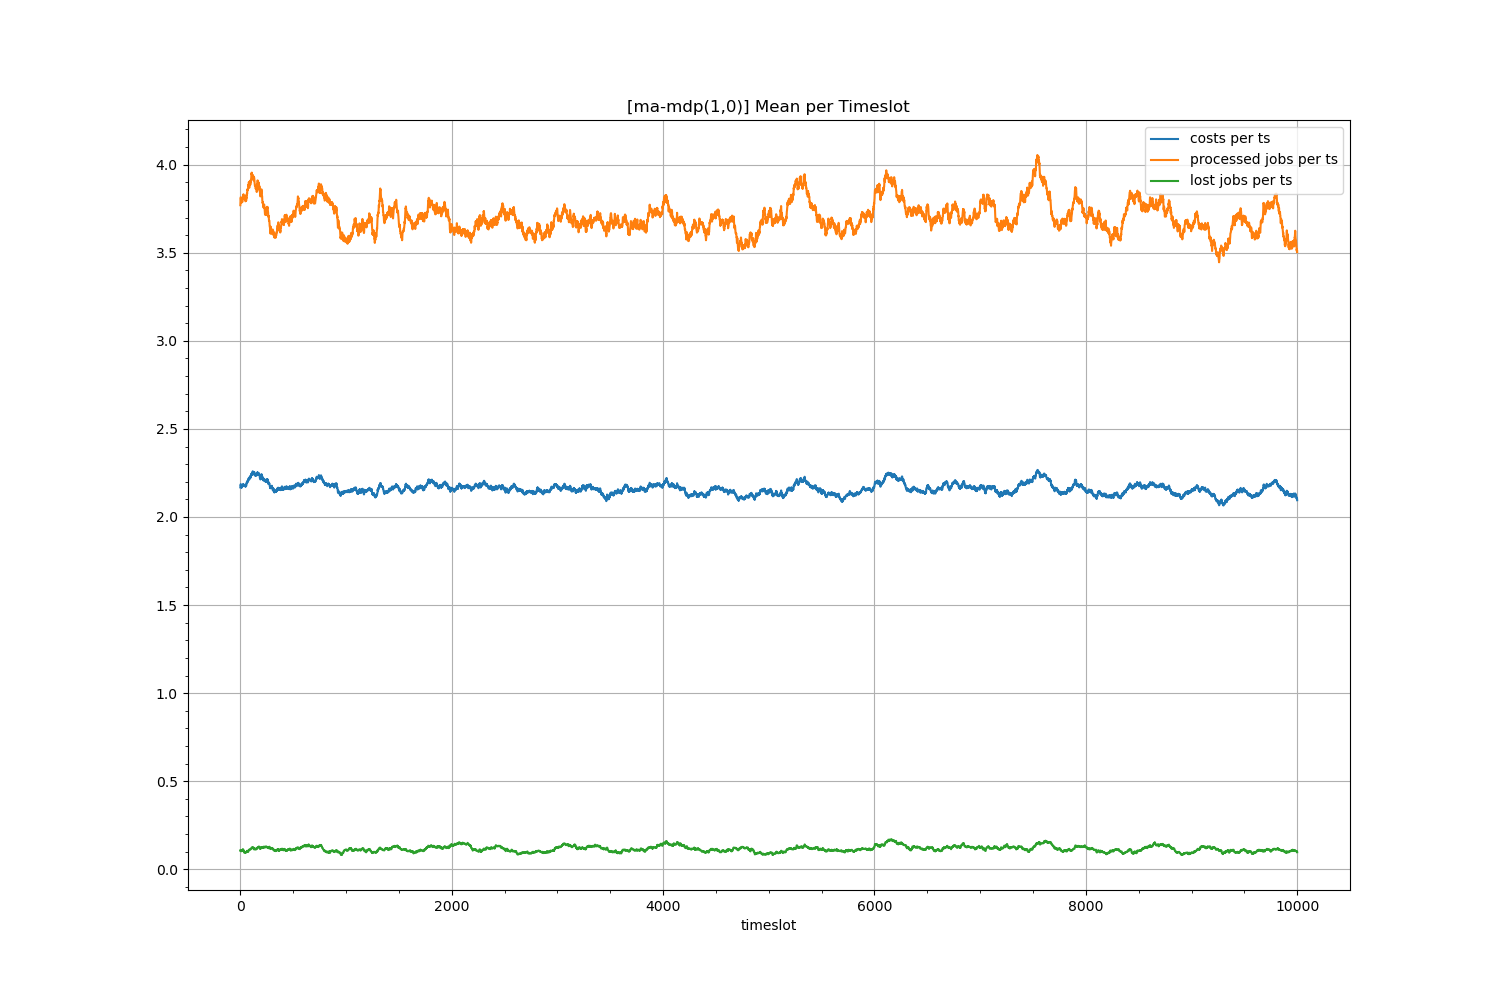 [ma-mdp(1,0)] Mean per Timeslot
costs per ts
processed jobs per ts
lost jobs per ts
4.0
3.5
3.0
2.5
2.0
1.5
1.0
0.5
0.0
0 2000 4000 6000 8000 10000
timeslot